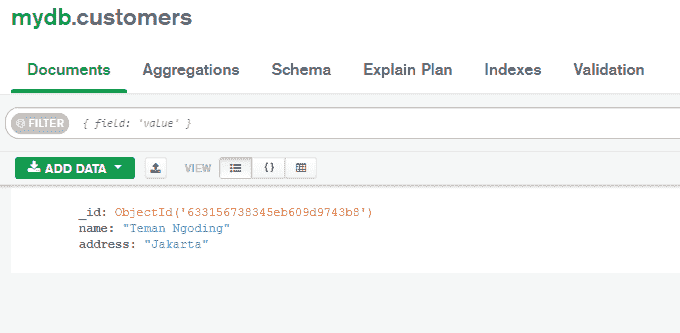 mydb.customers
Documents Aggregations Schema Explain Plan Indexes Validation
FILTER { field: 'value' }
ADD DATA VIEW { }
_id: ObjectId('633156738345eb609d9743b8')
name: "Teman Ngoding"
address: "Jakarta"